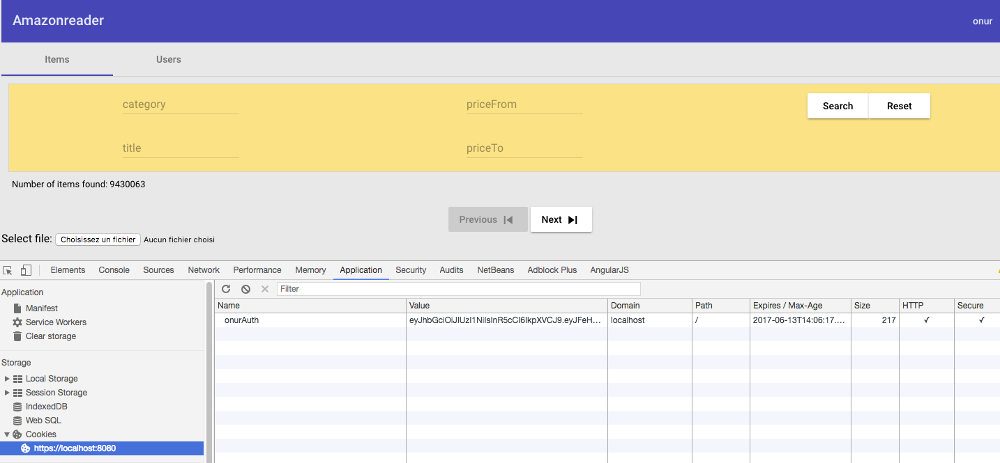 Amazonreader onur
Items Users
category priceFrom Search Reset
title priceTo
Number of items found: 9430063
Previous Next
Select file: Choisissez un fichier Aucun fichier choisi
Elements Console Sources Network Performance Memory Application Security Audits NetBeans Adblock Plus AngularJS
Application
Manifest
Service Workers
Clear storage
Storage
Local Storage
Session Storage
IndexedDB
Web SQL
Cookies
https://localhost:8080
Filter
Name Value Domain Path Expires / Max-Age Size HTTP Secure
onurAuth eyJhbGciOiJIUzI1NiIsInR5cCI6IkpXVCJ9.eyJFeH... localhost / 2017-06-13T14:06:17.... 217 ✓ ✓